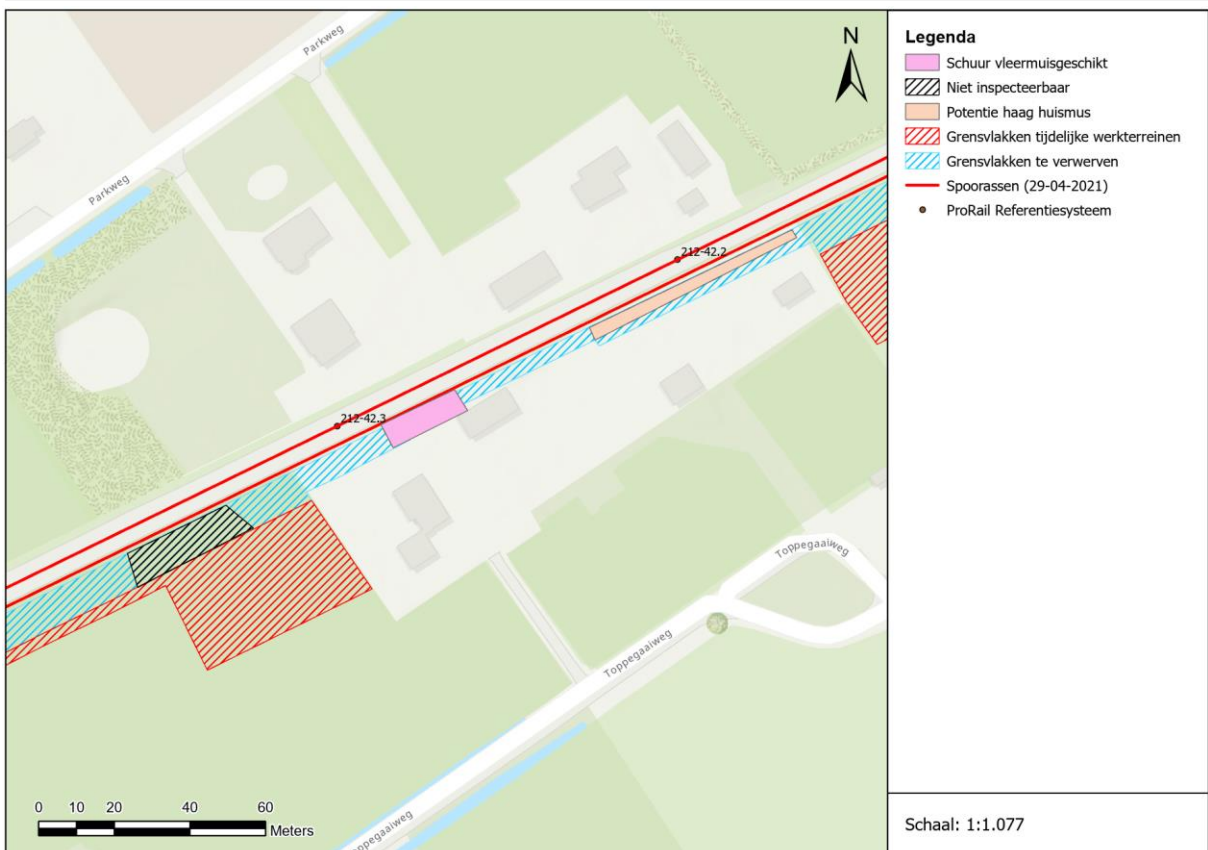 Parkweg
Parkweg
N
212-42.2
212-42.3
Toppegaaiweg
Toppegaaiweg
Toppegaaiweg
0 10 20 40 60
Meters
Legenda
Schuur vleermuisgeschikt
Niet inspecteerbaar
Potentie haag huismus
Grensvlakken tijdelijke werkterreinen
Grensvlakken te verwerven
Spoorassen (29-04-2021)
ProRail Referentiesysteem
Schaal: 1:1.077